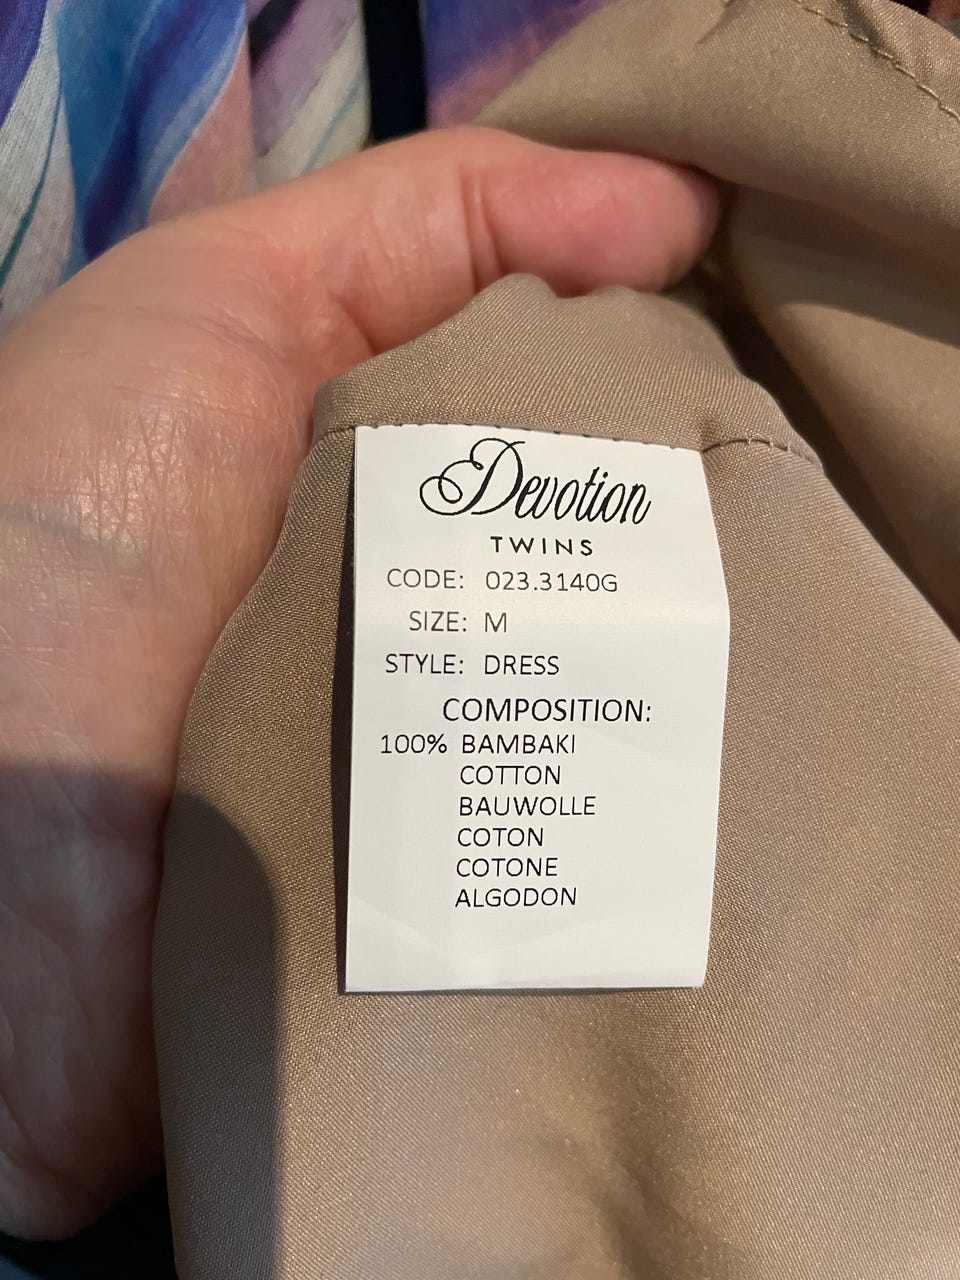 Devotion
TWINS
CODE: 023.3140G
SIZE: M
STYLE: DRESS
COMPOSITION:
100% BAMBAKI
COTTON
BAUWOLLE
COTON
COTONE
ALGODON